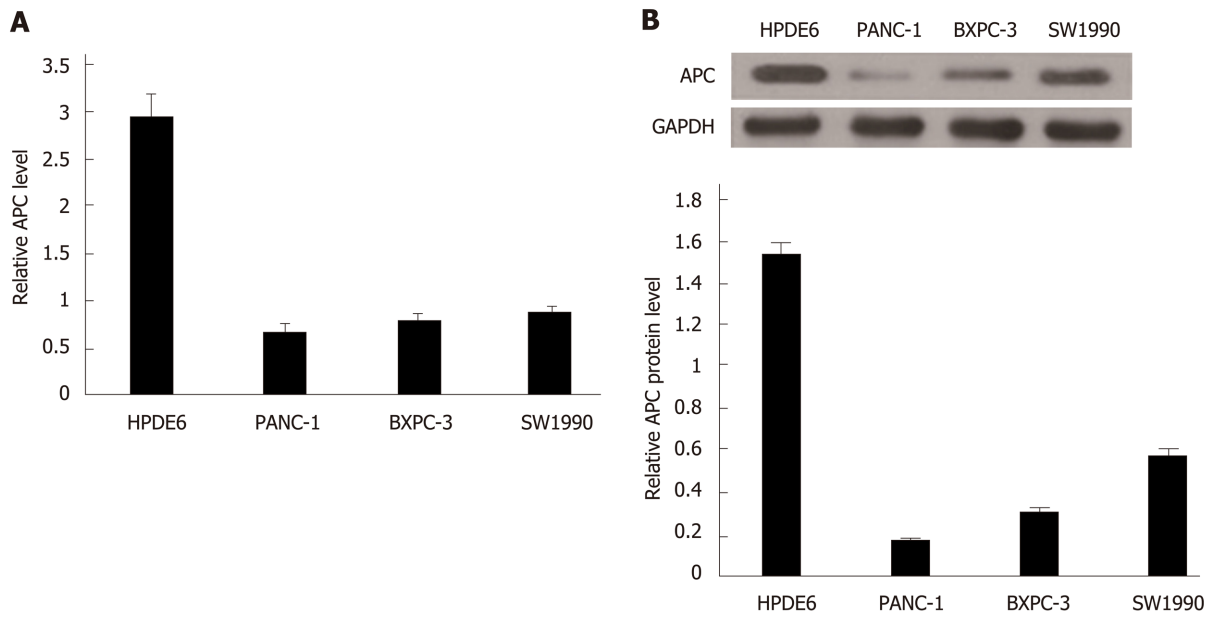 A
3.5
3
2.5
2
1.5
1
0.5
0
Relative APC level
HPDE6 PANC-1 BXPC-3 SW1990
B
HPDE6 PANC-1 BXPC-3 SW1990
APC
GAPDH
1.8
1.6
1.4
1.2
1
0.8
0.6
0.4
0.2
0
Relative APC protein level
HPDE6 PANC-1 BXPC-3 SW1990